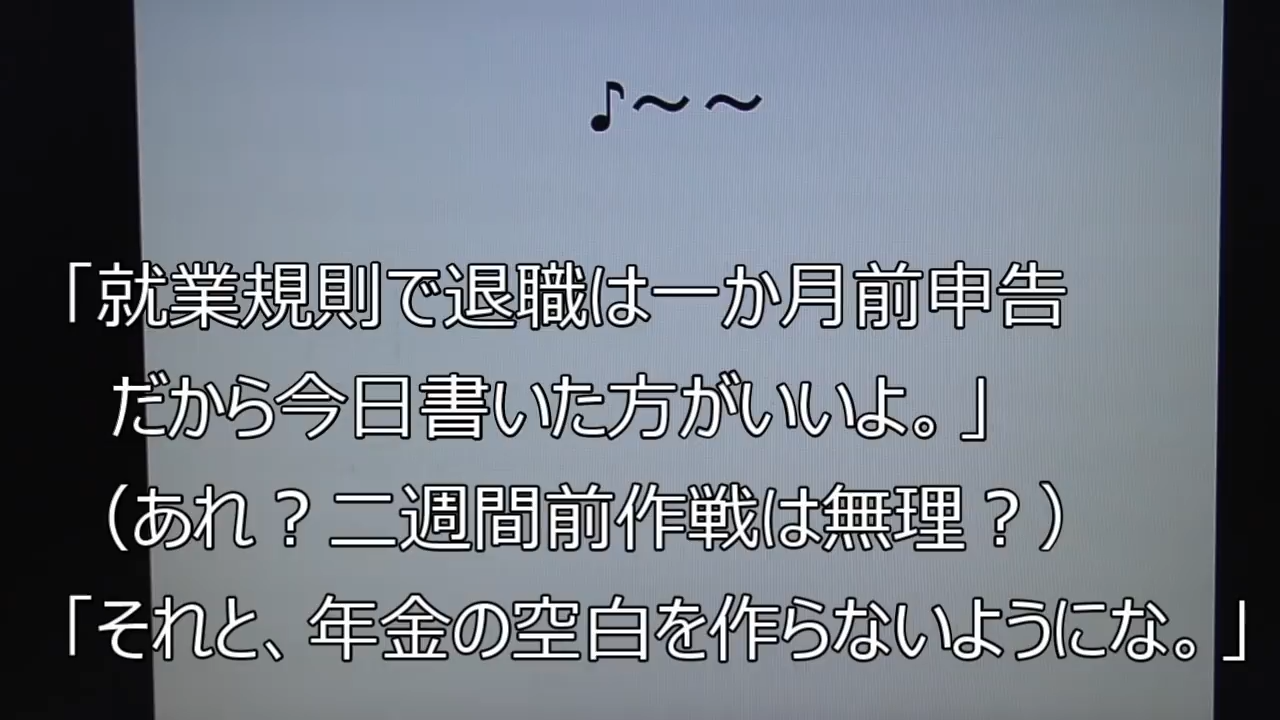 ♪～～
「就業規則で退職は一か月前申告
だから今日書いた方がいいよ。」
（あれ？二週間前作戦は無理？）
「それと、年金の空白を作らないようにな。」